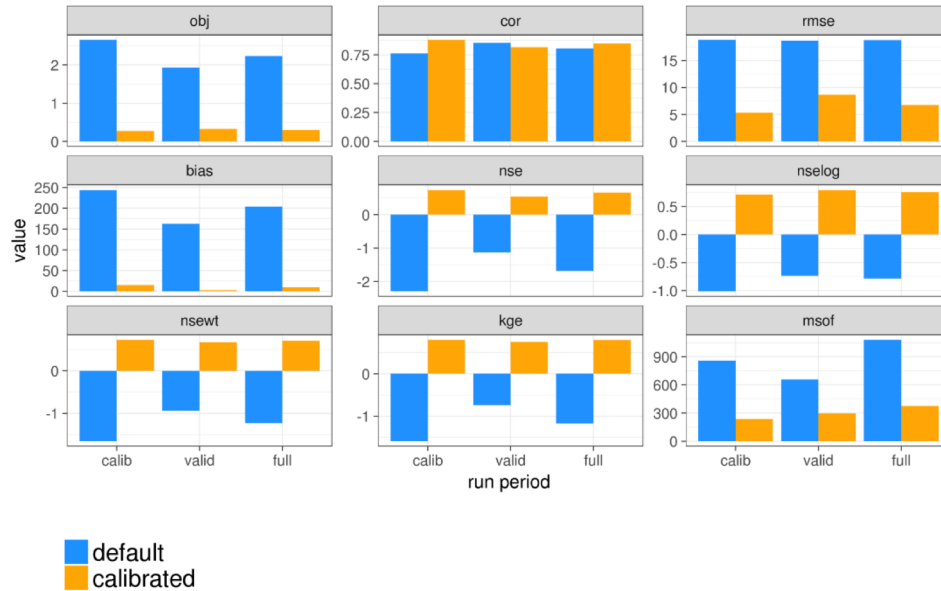 obj
cor
rmse
2
1
0
0.75
0.50
0.25
0.00
15
10
5
0
bias
nse
nselog
value
250
200
150
100
50
0
0
-1
-2
0.5
0.0
-0.5
-1.0
nsewt
kge
msof
0
-1
0
-1
900
600
300
0
calib valid full
calib valid full
calib valid full
run period
default
calibrated